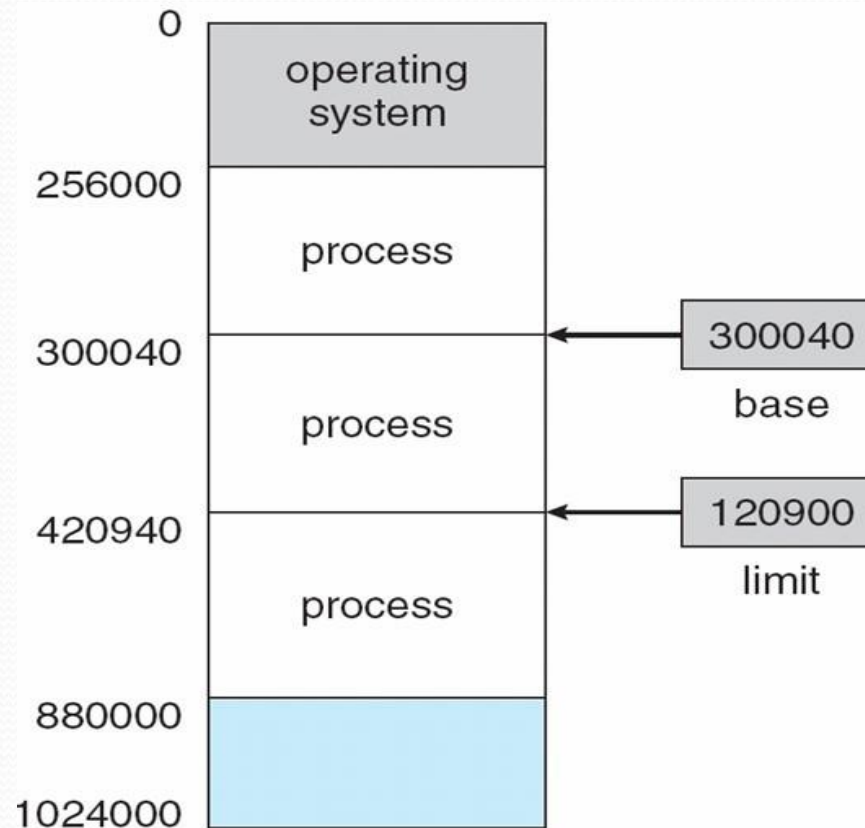 0
operating
system
256000
process
300040
300040
base
process
420940
120900
limit
process
880000
1024000